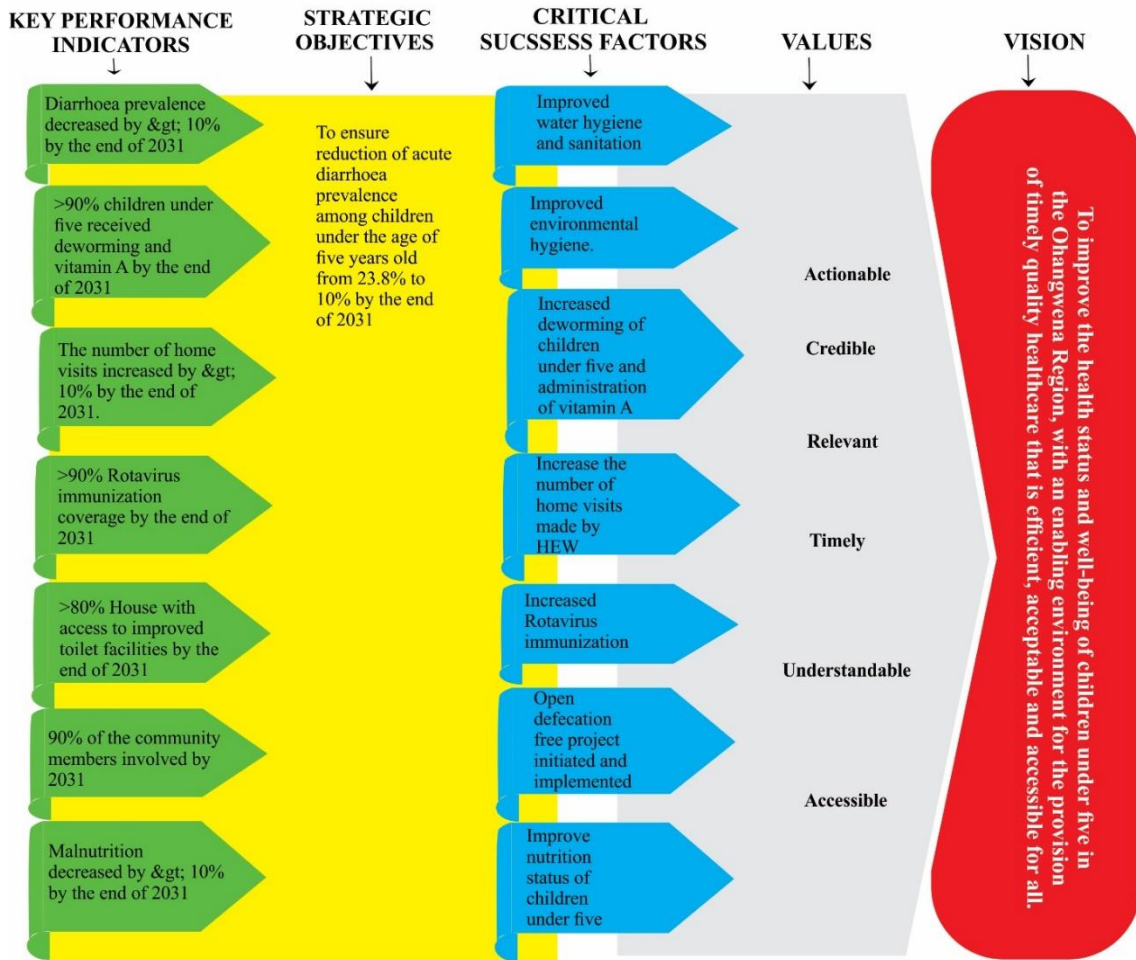 KEY PERFORMANCE
INDICATORS
STRATEGIC
OBJECTIVES
CRITICAL
SUCSSESS FACTORS
VALUES
VISION
Diarrhoea prevalence
decreased by &gt; 10%
by the end of 2031
>90% children under
five received
deworming and
vitamin A by the end
of 2031
The number of home
visits increased by &gt;
10% by the end of
2031.
>90% Rotavirus
immunization
coverage by the end of
2031
>80% House with
access to improved
toilet facilities by the
end of 2031
90% of the community
members involved by
2031
Malnutrition
decreased by &gt; 10%
by the end of 2031
To ensure
reduction of acute
diarrhoea
prevalence
among children
under the age of
five years old
from 23.8% to
10% by the end
of 2031
Improved
water hygiene
and sanitation
Improved
environmental
hygiene.
Increased
deworming of
children
under five and
administration
of vitamin A
Increase the
number of
home visits
made by
HEW
Increased
Rotavirus
immunization
Open
defecation
free project
initiated and
implemented
Improve
nutrition
status of
children
under five
Actionable
Credible
Relevant
Timely
Understandable
Accessible
To improve the health status and well-being of children under five in
the Ohangwena Region, with an enabling environment for the provision
of timely quality healthcare that is efficient, acceptable and accessible for all.